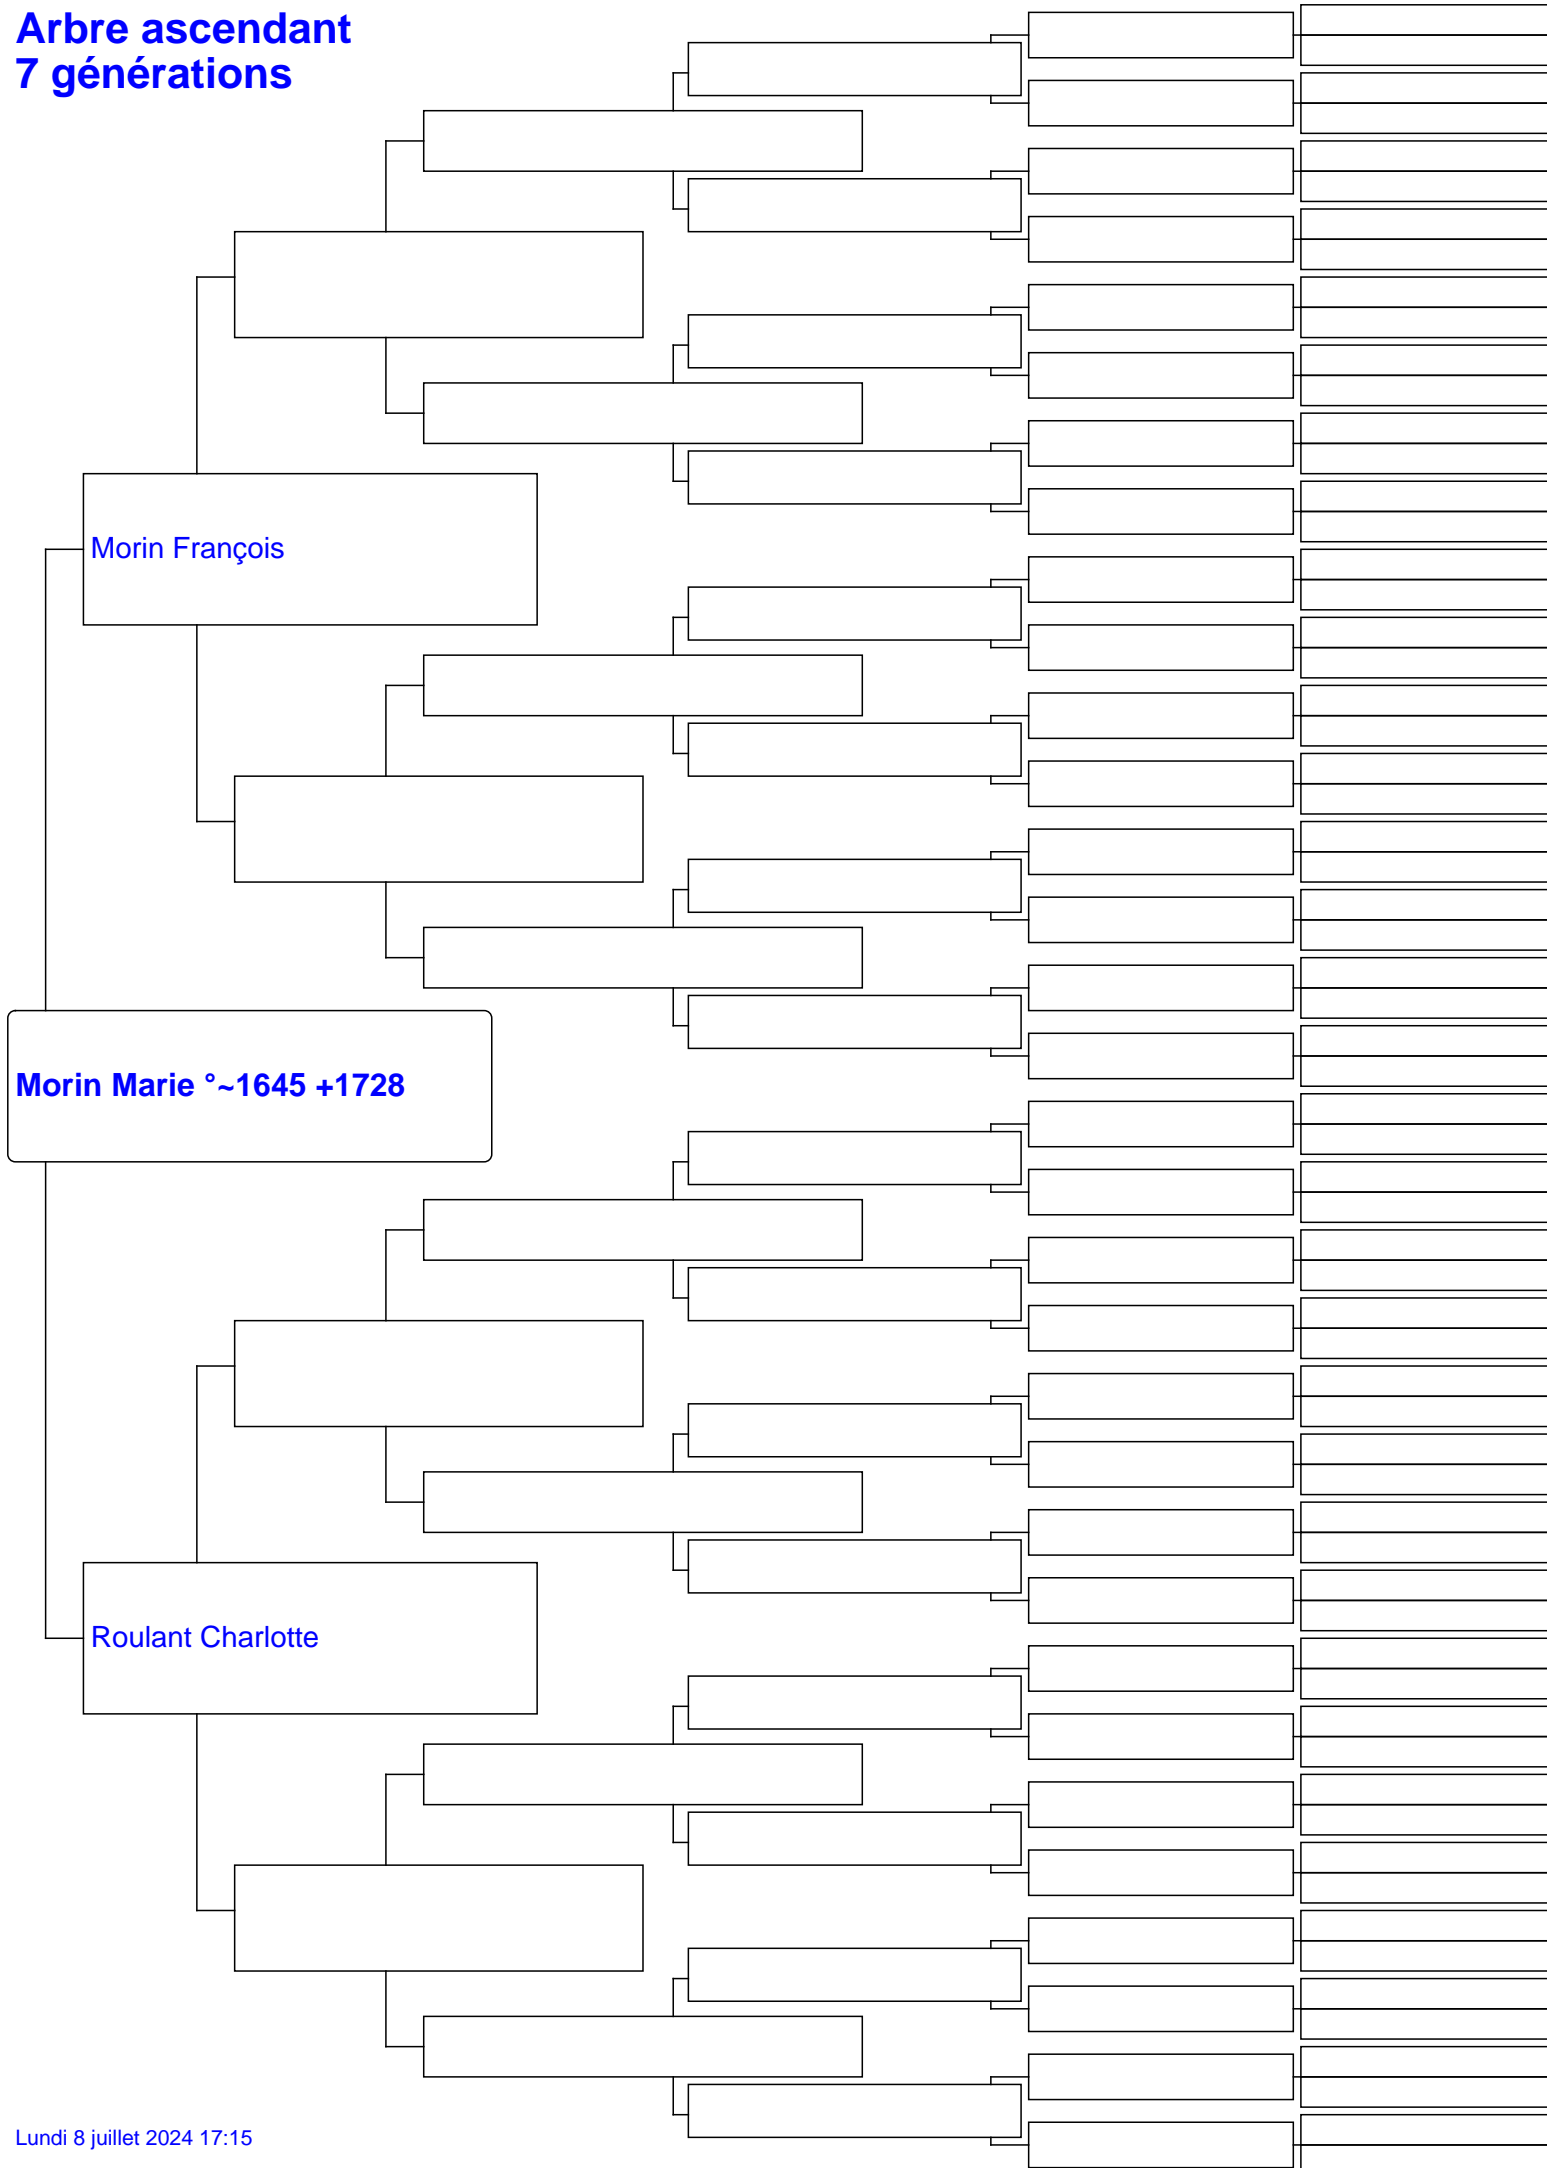 Arbre ascendant
7 générations
Morin François
Morin Marie °~1645 +1728
Roulant Charlotte
Lundi 8 juillet 2024 17:15